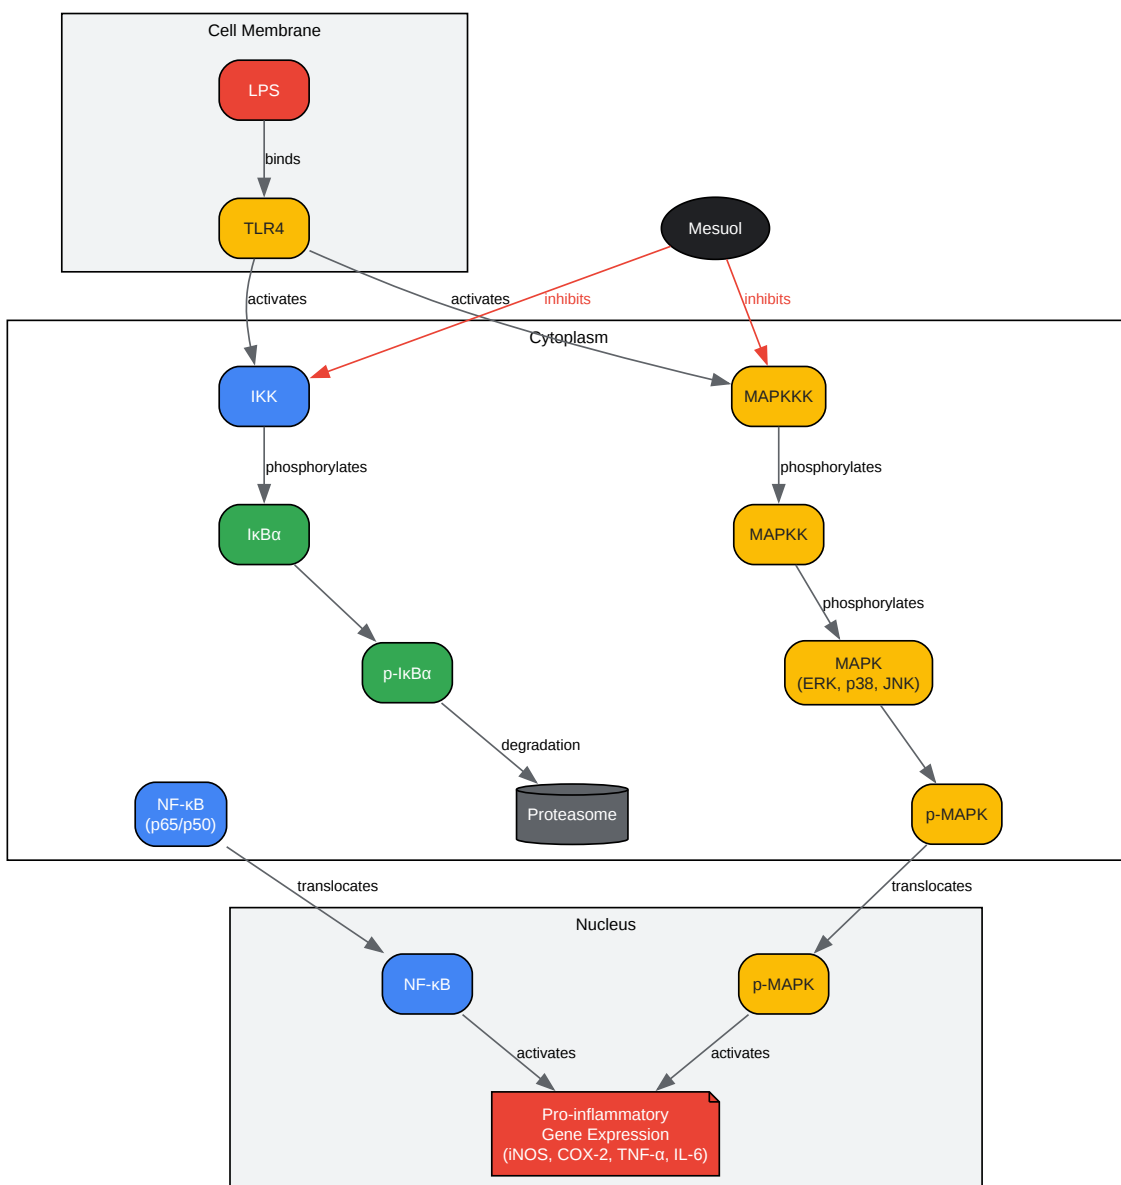 Cell Membrane
LPS
binds
TLR4
Mesuol
activates
activates
inhibits
inhibits
Cytoplasm
IKK
MAPKKK
phosphorylates
phosphorylates
IκBα
MAPKK
phosphorylates
p-IκBα
MAPK
(ERK, p38, JNK)
degradation
NF-κB
(p65/p50)
Proteasome
p-MAPK
translocates
translocates
Nucleus
NF-κB
p-MAPK
activates
activates
Pro-inflammatory
Gene Expression
(iNOS, COX-2, TNF-α, IL-6)